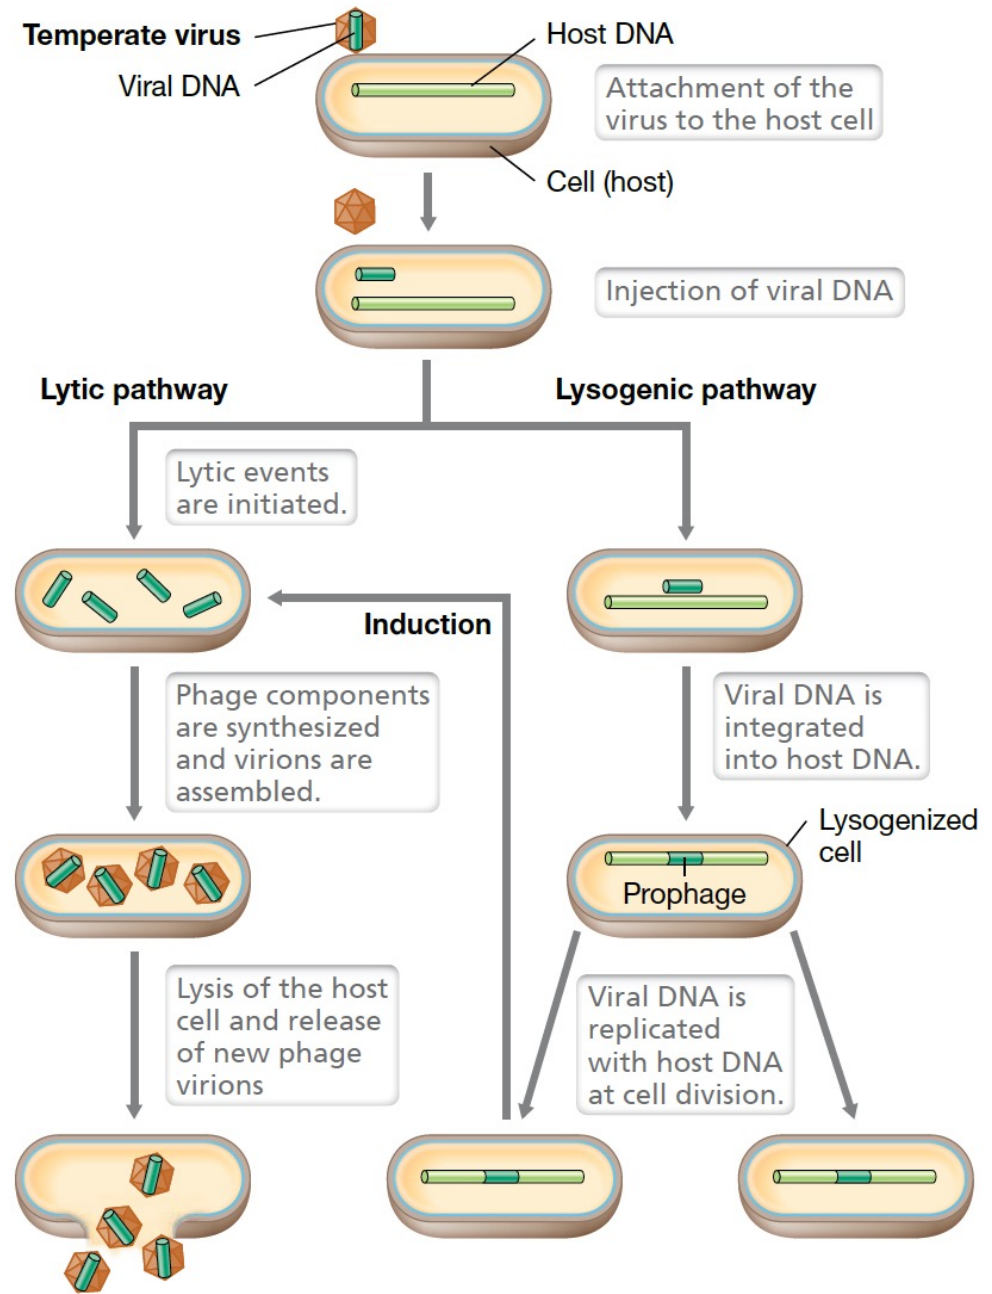 Temperate virus
Viral DNA
Host DNA
Attachment of the
virus to the host cell
Cell (host)
Injection of viral DNA
Lytic pathway
Lysogenic pathway
Lytic events
are initiated.
Induction
Phage components
are synthesized
and virions are
assembled.
Viral DNA is
integrated
into host DNA.
Lysogenized
cell
Prophage
Lysis of the host
cell and release
of new phage
virions
Viral DNA is
replicated
with host DNA
at cell division.